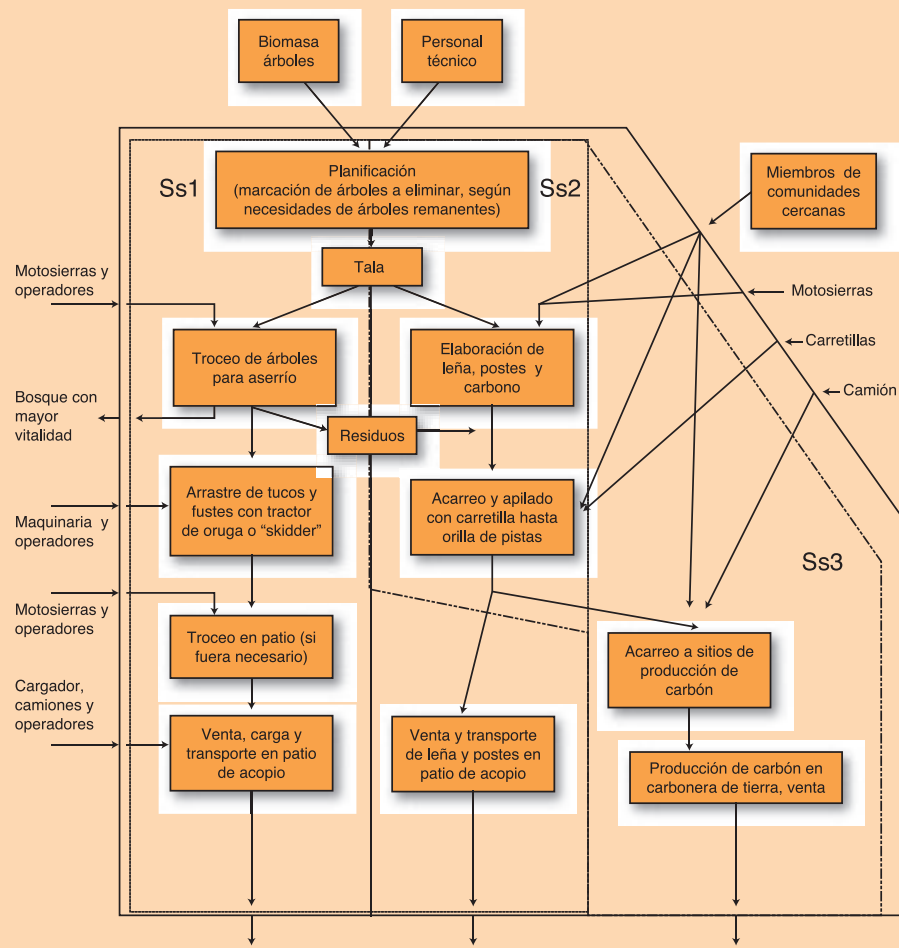 Biomasa
árboles
Personal
técnico
Planificación
(marcación de árboles a eliminar, según
necesidades de árboles remanentes)
Ss1
Ss2
Miembros de
comunidades
cercanas
Tala
Motosierras y
operadores
Motosierras
Troceo de árboles
para aserrío
Elaboración de
leña, postes y
carbono
Carretillas
Camión
Bosque con
mayor
vitalidad
Residuos
Arrastre de tucos y
fustes con tractor
de oruga o “skidder”
Acarreo y apilado
con carretilla hasta
orilla de pistas
Maquinaria y
operadores
Ss3
Motosierras y
operadores
Troceo en patio (si
fuera necesario)
Acarreo a sitios de
producción de
carbón
Cargador,
camiones y
operadores
Venta, carga y
transporte en patio
de acopio
Venta y transporte
de leña y postes en
patio de acopio
Producción de carbón en
carbonera de tierra, venta